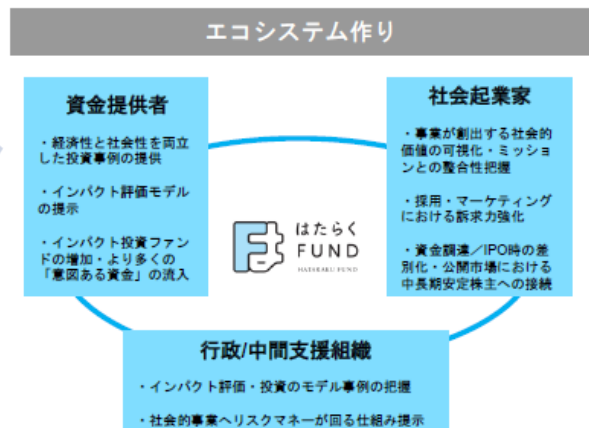 エコシステム作り
資金提供者
・経済性と社会性を両立
した投資事例の提供
・インパクト評価モデル
の提示
・インパクト投資ファン
ドの増加・より多くの
「意図ある資金」の流入
社会起業家
・事業が創出する社会的
価値の可視化・ミッショ
ンとの整合性把握
・採用・マーケティング
における訴求力強化
・資金調達／IPO時の差
別化・公開市場における
中長期安定株主への接続
はたらく
FUND
HATARAKU FUND
行政/中間支援組織
・インパクト評価・投資のモデル事例の把握
・社会的事業へリスクマネーが回る仕組み提示